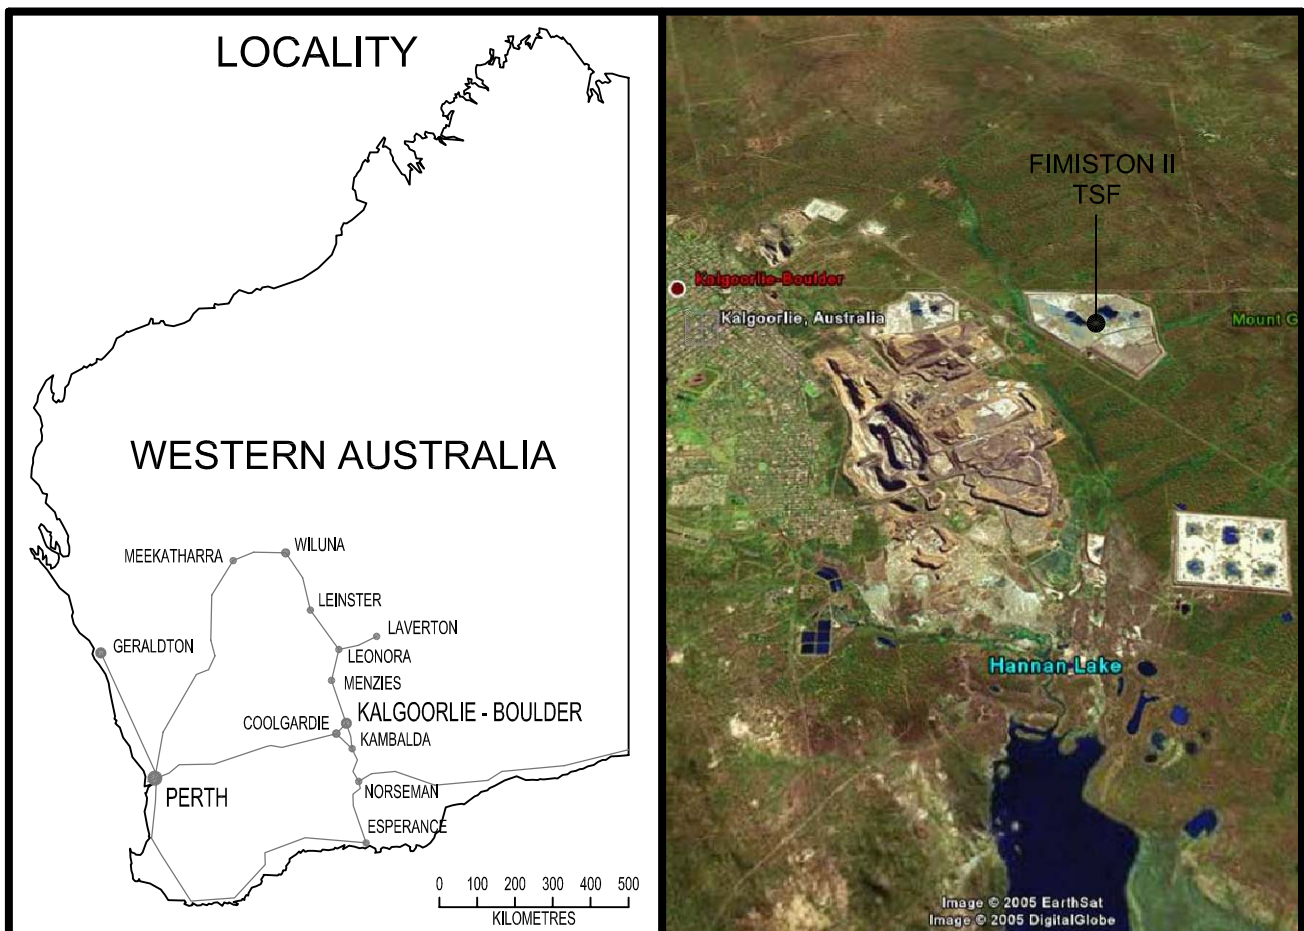 LOCALITY
WESTERN AUSTRALIA
MEEKATHARRA
WILUNA
LEINSTER
LAVERTON
GERALDTON
LEONORA
MENZIES
COOLGARDIE
KALGOORLIE - BOULDER
KAMBALDA
PERTH
NORSEMAN
ESPERANCE
0 100 200 300 400 500
KILOMETRES
FIMISTON II
TSF
Kalgoorlie-Boulder
Kalgoorlie, Australia
Mount G
Hannan Lake
Image © 2005 EarthSat
Image © 2005 DigitalGlobe